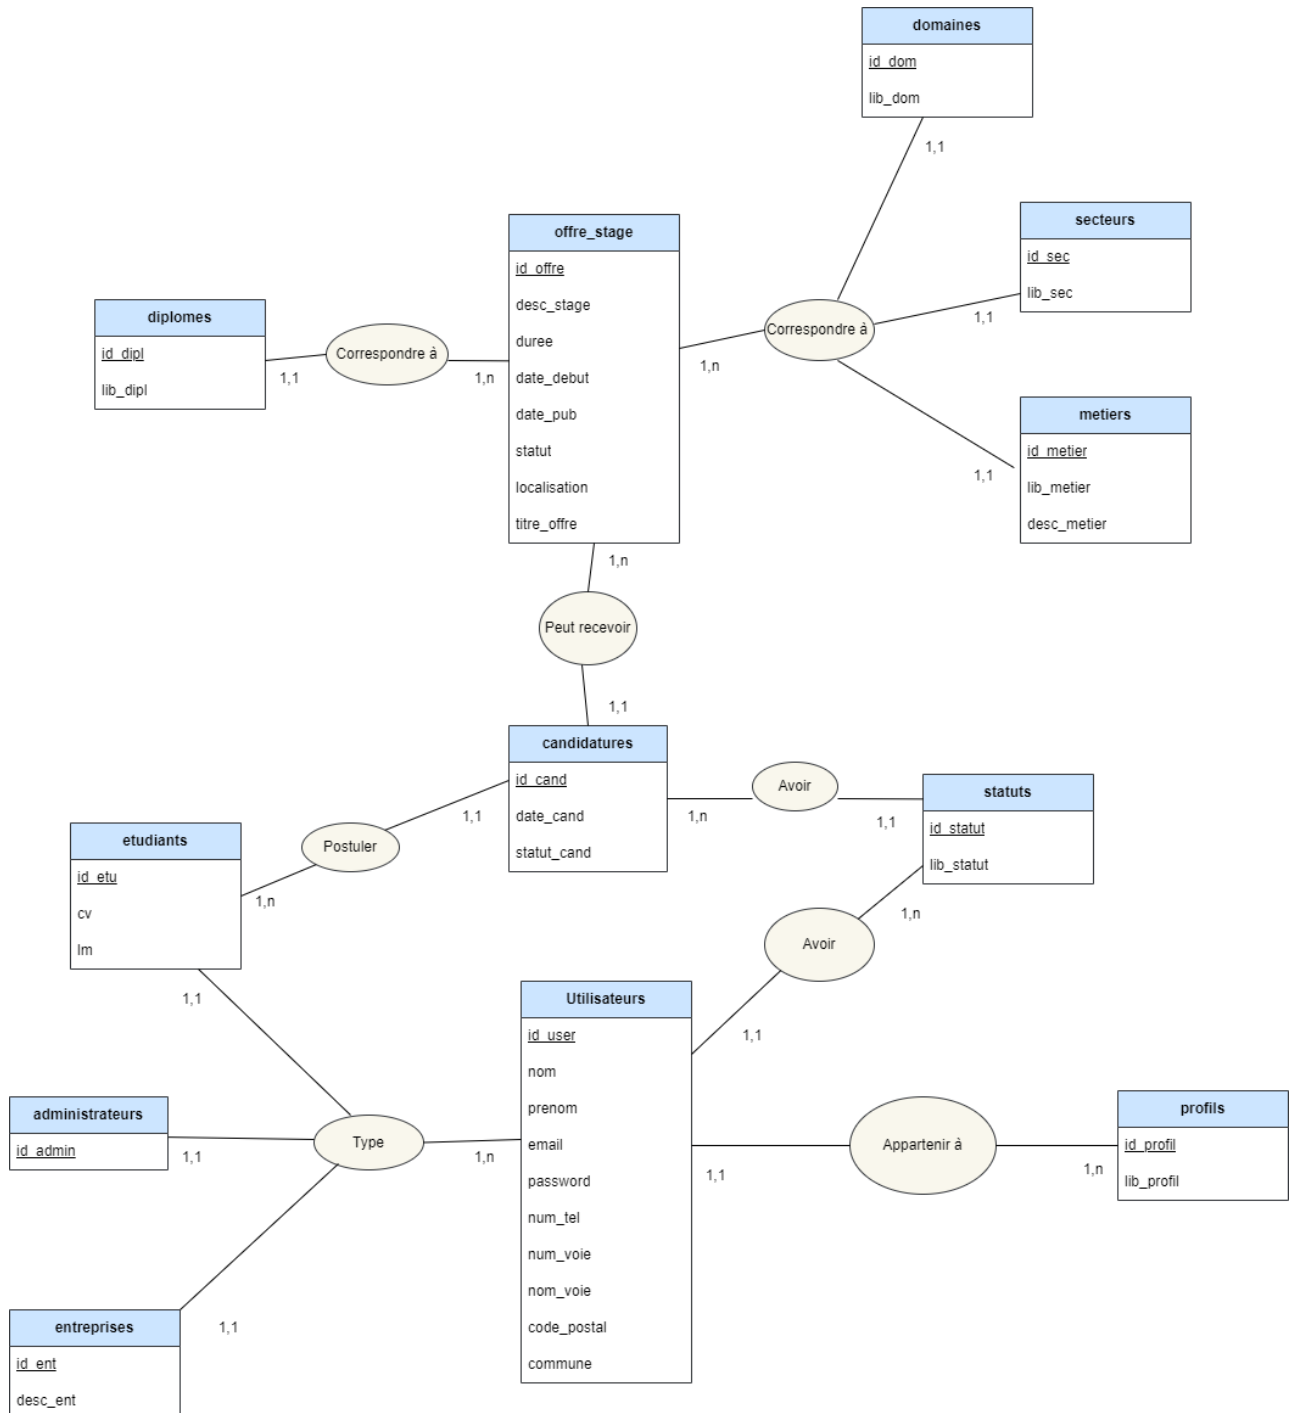 domaines
id_dom
lib_dom
1,1
secteurs
id_sec
lib_sec
1,1
offre_stage
id_offre
desc_stage
duree
date_debut
date_pub
statut
localisation
titre_offre
diplomes
id_dipl
lib_dipl
1,1
Correspondre à
1,n
Correspondre à
1,n
metiers
id_metier
lib_metier
desc_metier
1,1
1,n
Peut recevoir
1,1
candidatures
id_cand
date_cand
statut_cand
Avoir
1,n
1,1
statuts
id_statut
lib_statut
1,1
Postuler
1,n
etudiants
id_etu
cv
lm
1,1
Avoir
1,n
1,1
Utilisateurs
id_user
nom
prenom
email
password
num_tel
num_voie
nom_voie
code_postal
commune
administrateurs
id_admin
1,1
Type
1,n
Appartenir à
1,1
1,n
profils
id_profil
lib_profil
entreprises
id_ent
desc_ent
1,1